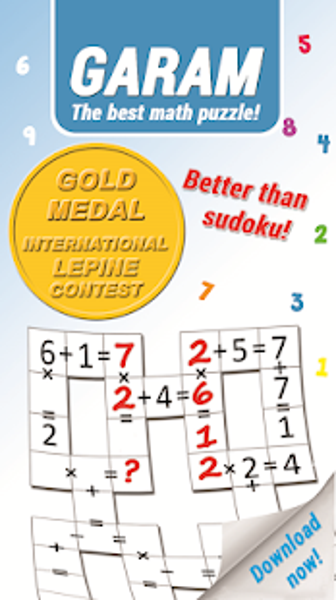 5
6
GARAM
The best math puzzle!
8
4
9
GOLD
MEDAL
INTERNATIONAL
LEPINE
CONTEST
Better than
sudoku!
2
7
3
1
6+1=7 2+5=7
× × +
2+4=6 7
= = = =
2 1 1
× =? 2×2=4
+ +
= =
+ - ×
= = =
Download
now!